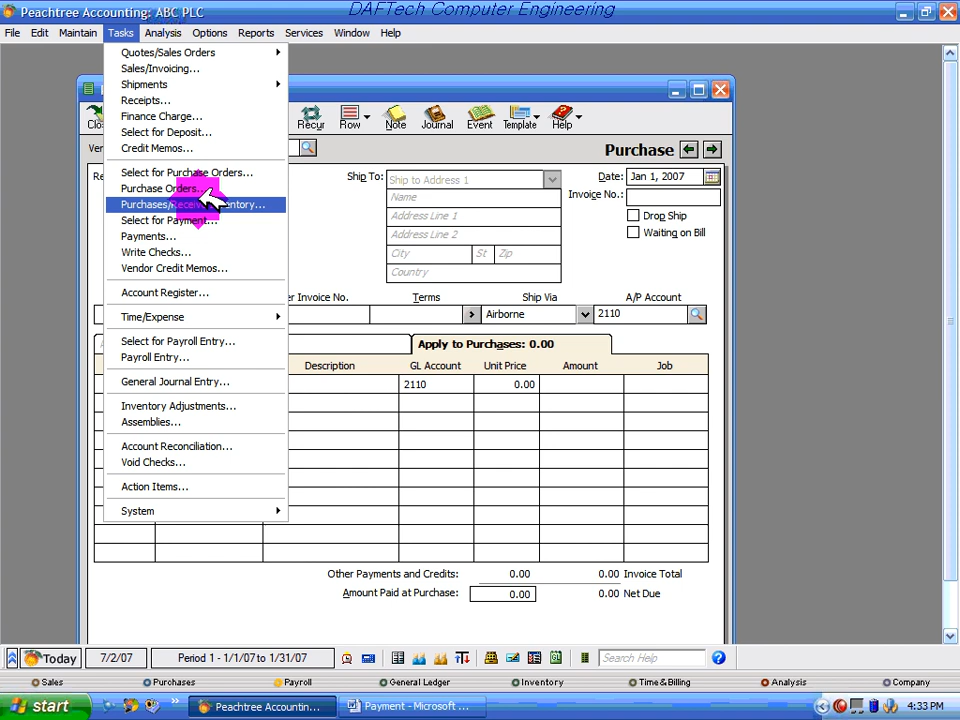 DAFTech Computer Engineering
Peachtree Accounting: ABC PLC
File Edit Maintain Tasks Analysis Options Reports Services Window Help
Quotes/Sales Orders
Sales/Invoicing...
Shipments
Receipts...
Finance Charge...
Select for Deposit...
Credit Memos...
Select for Purchase Orders...
Purchase Orders...
Purchases/Receive Inventory...
Select for Payment...
Payments...
Write Checks...
Vendor Credit Memos...
Account Register...
Time/Expense
Select for Payroll Entry...
Payroll Entry...
General Journal Entry...
Inventory Adjustments...
Assemblies...
Account Reconciliation...
Void Checks...
Action Items...
System
Recur Row Note Journal Event Template Help
Purchase
Ship To: Ship to Address 1
Name
Address Line 1
Address Line 2
City St Zip
Country
Date: Jan 1, 2007
Invoice No.:
Drop Ship
Waiting on Bill
Invoice No. Terms Ship Via A/P Account
Airborne 2110
Apply to Purchases: 0.00
Description GL Account Unit Price Amount Job
2110 0.00
Other Payments and Credits: 0.00 0.00 Invoice Total
Amount Paid at Purchase: 0.00 0.00 Net Due
Today 7/2/07 Period 1 - 1/1/07 to 1/31/07 Search Help
Sales Purchases Payroll General Ledger Inventory Time & Billing Analysis Company
start Peachtree Accountin... Payment - Microsoft ... 4:33 PM